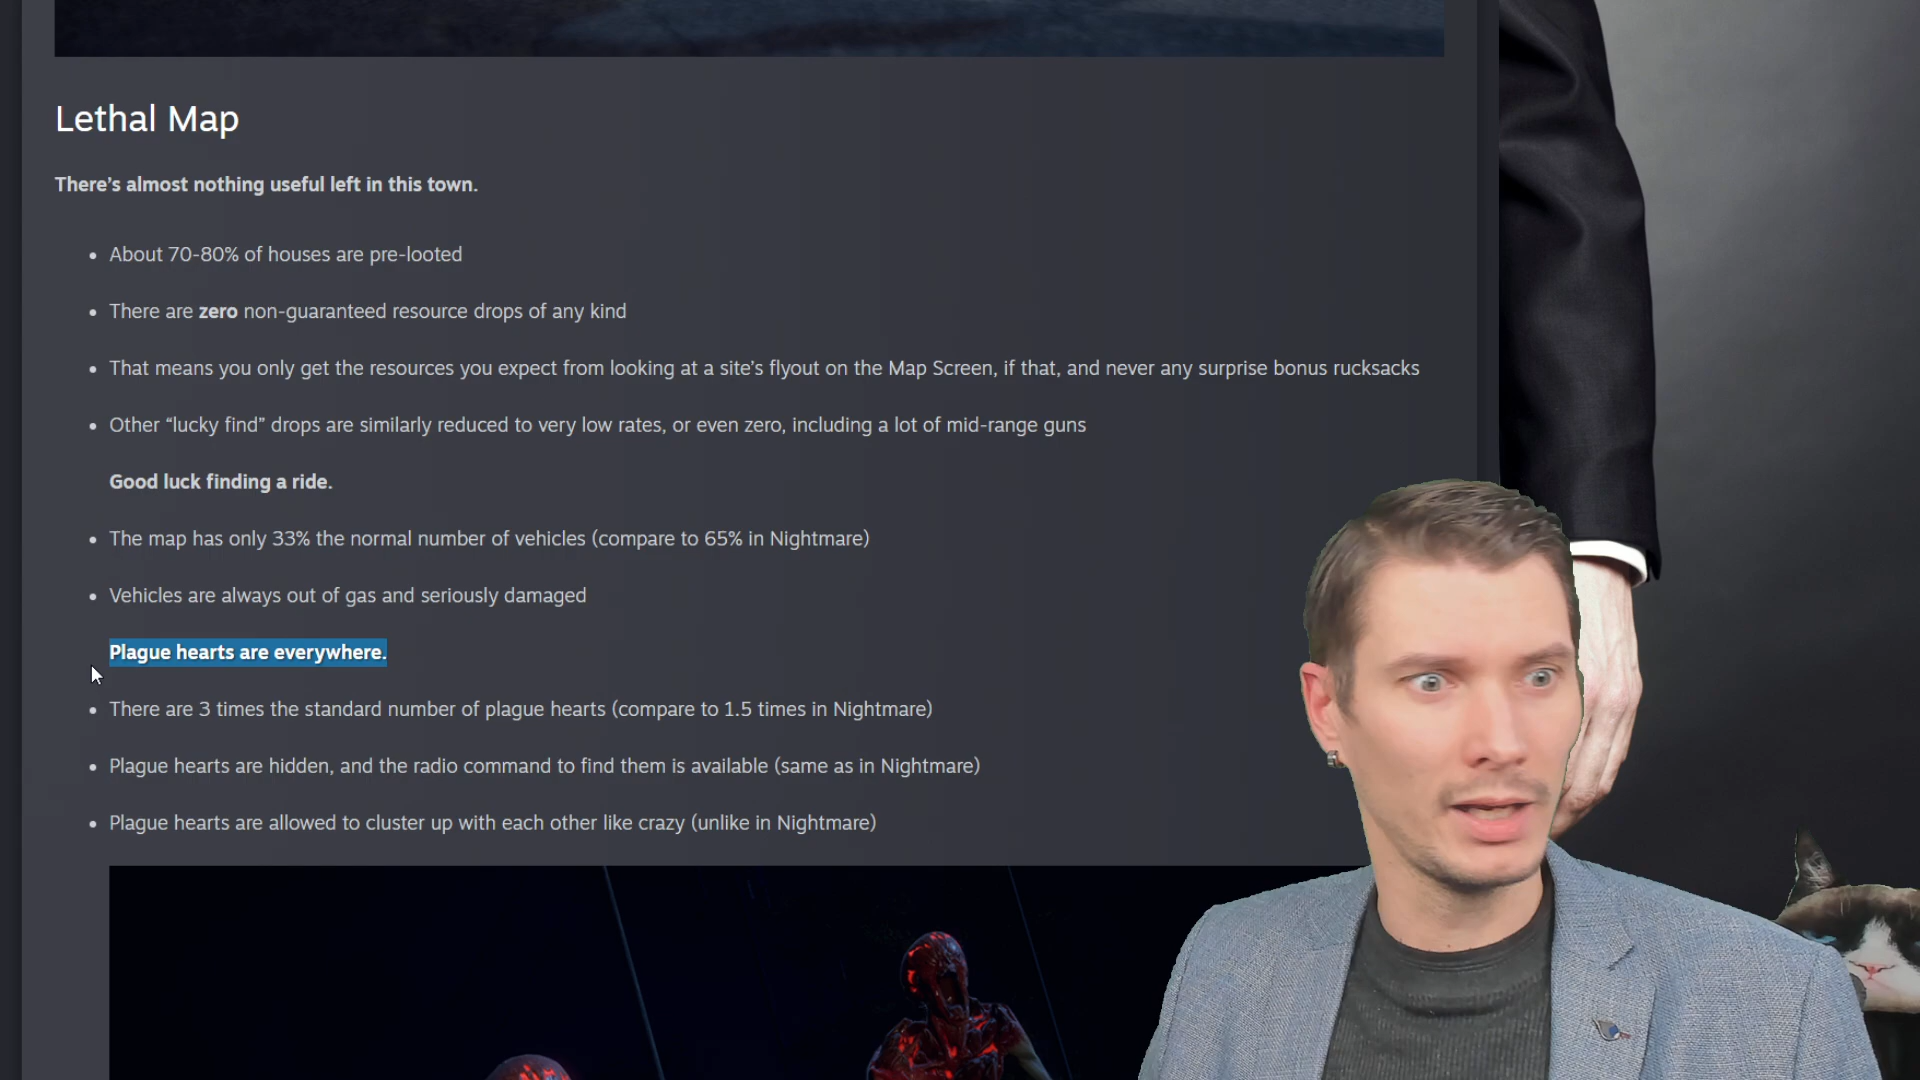 Lethal Map
There’s almost nothing useful left in this town.
About 70-80% of houses are pre-looted
There are zero non-guaranteed resource drops of any kind
That means you only get the resources you expect from looking at a site’s flyout on the Map Screen, if that, and never any surprise bonus rucksacks
Other “lucky find” drops are similarly reduced to very low rates, or even zero, including a lot of mid-range guns
Good luck finding a ride.
The map has only 33% the normal number of vehicles (compare to 65% in Nightmare)
Vehicles are always out of gas and seriously damaged
Plague hearts are everywhere.
There are 3 times the standard number of plague hearts (compare to 1.5 times in Nightmare)
Plague hearts are hidden, and the radio command to find them is available (same as in Nightmare)
Plague hearts are allowed to cluster up with each other like crazy (unlike in Nightmare)